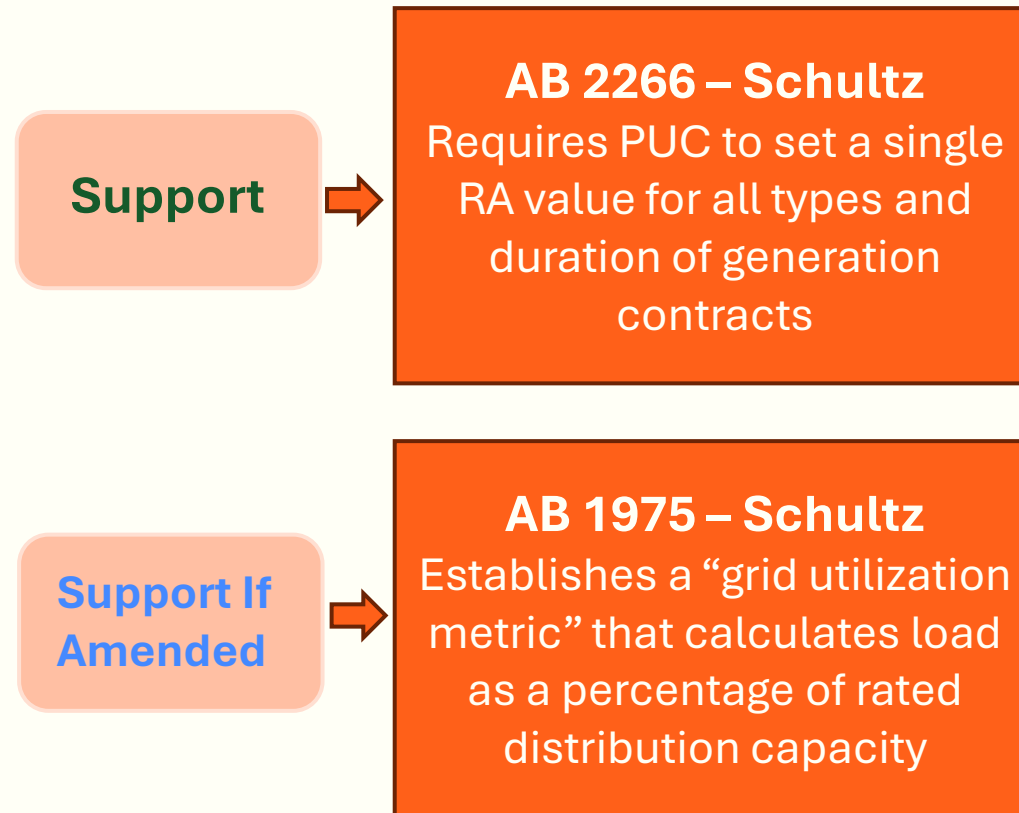 Support
AB 2266 – Schultz
Requires PUC to set a single
RA value for all types and
duration of generation
contracts
Support If
Amended
AB 1975 – Schultz
Establishes a “grid utilization
metric” that calculates load
as a percentage of rated
distribution capacity